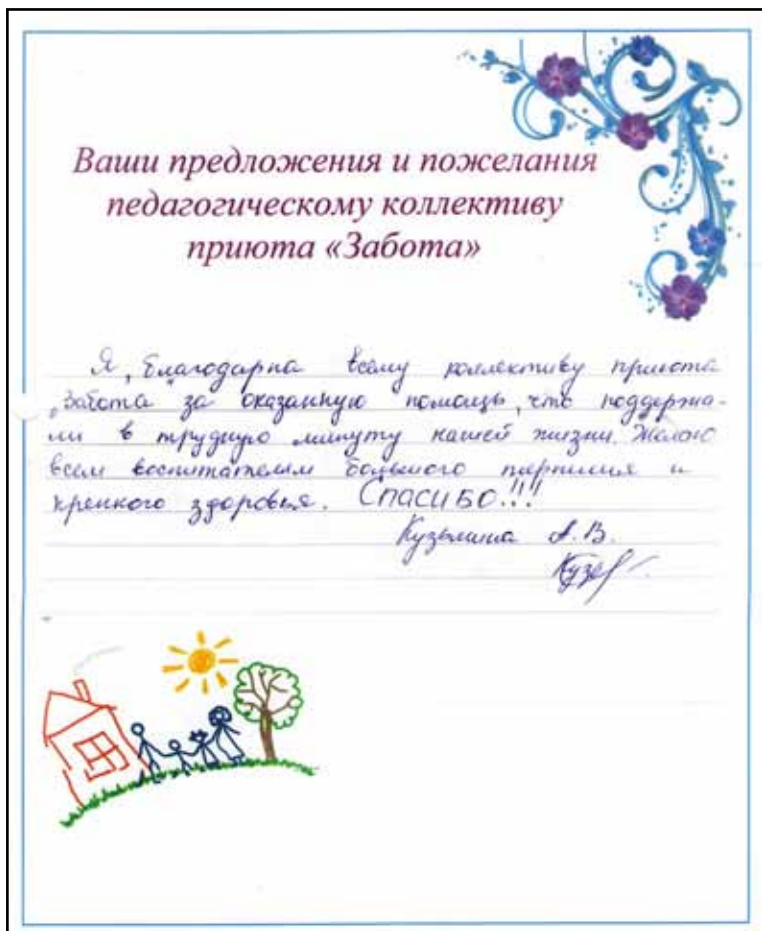 Ваши предложения и пожелания
педагогическому коллективу
приюта «Забота»
Я, благодарна всему коллективу приюта
„Забота" за оказанную помощь, что поддержа-
ли в трудную минуту нашей жизни. Желаю
всем воспитателям большого терпения и
крепкого здоровья. Спасибо!!!
А.В.